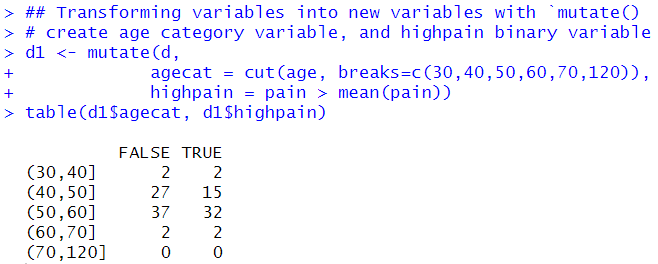 > ## Transforming variables into new variables with `mutate()
> # create age category variable, and highpain binary variable
> d1 <- mutate(d,
+             agecat = cut(age, breaks=c(30,40,50,60,70,120)),
+             highpain = pain > mean(pain))
> table(d1$agecat, d1$highpain)
           FALSE TRUE
  (30,40]      2    2
  (40,50]     27   15
  (50,60]     37   32
  (60,70]      2    2
  (70,120]     0    0